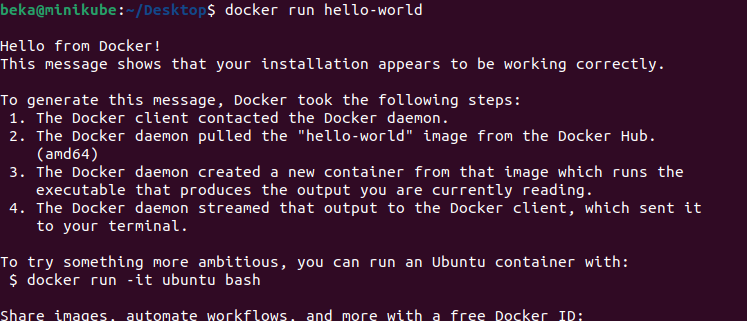 beka@minikube:~/Desktop$ docker run hello-world
Hello from Docker!
This message shows that your installation appears to be working correctly.
To generate this message, Docker took the following steps:
1. The Docker client contacted the Docker daemon.
2. The Docker daemon pulled the "hello-world" image from the Docker Hub.
(amd64)
3. The Docker daemon created a new container from that image which runs the
executable that produces the output you are currently reading.
4. The Docker daemon streamed that output to the Docker client, which sent it
to your terminal.
To try something more ambitious, you can run an Ubuntu container with:
$ docker run -it ubuntu bash
Share images, automate workflows, and more with a free Docker ID: